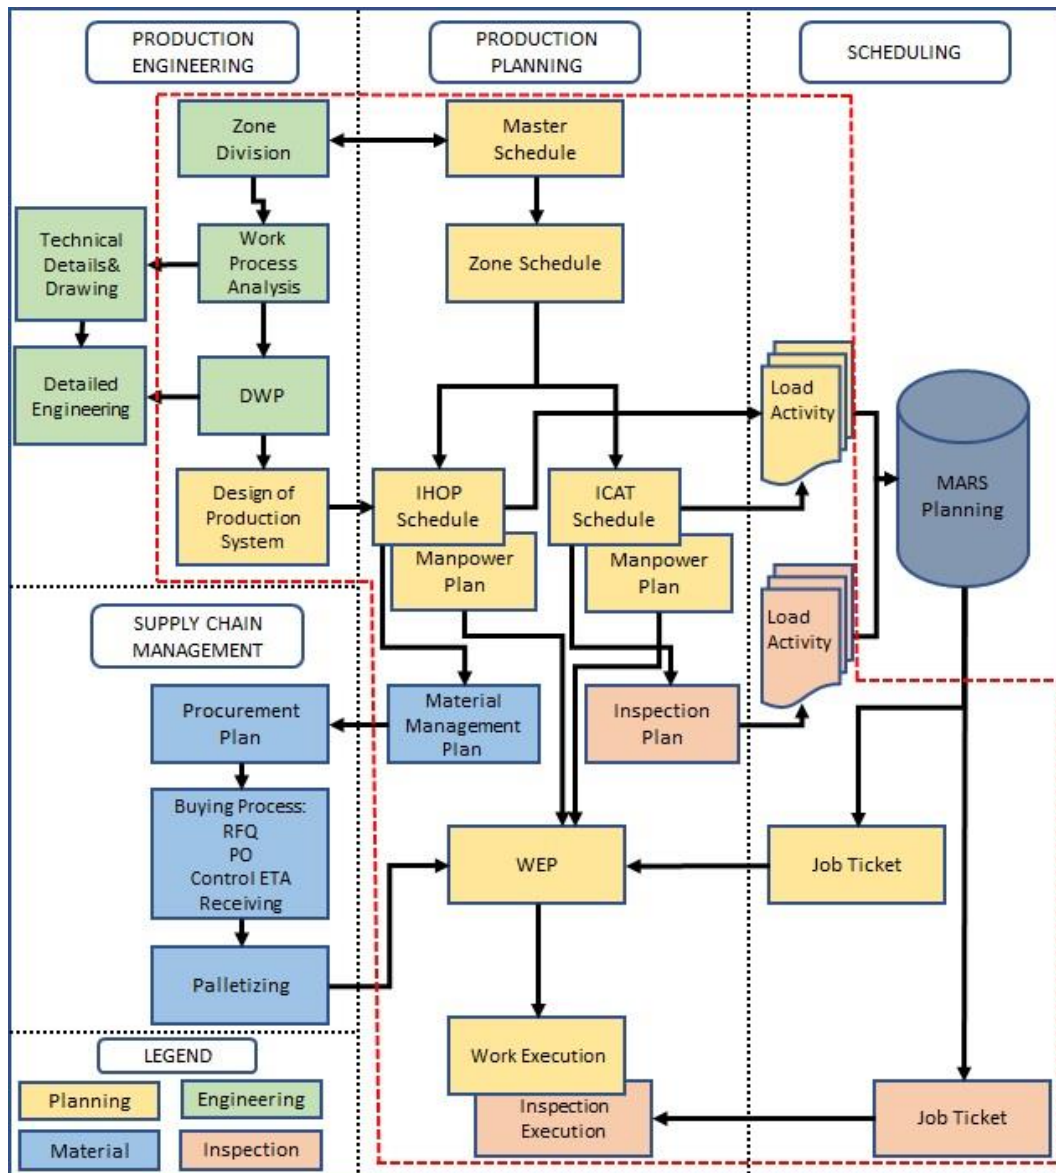 PRODUCTION
ENGINEERING
PRODUCTION
PLANNING
SCHEDULING
Zone
Division
Master
Schedule
Technical
Details&
Drawing
Work
Process
Analysis
Zone Schedule
Detailed
Engineering
DWP
Load
Activity
MARS
Planning
Design of
Production
System
IHOP
Schedule
Manpower
Plan
ICAT
Schedule
Manpower
Plan
SUPPLY CHAIN
MANAGEMENT
Load
Activity
Procurement
Plan
Material
Management
Plan
Inspection
Plan
Buying Process:
RFQ
PO
Control ETA
Receiving
WEP
Job Ticket
Palletizing
Work Execution
Inspection
Execution
Job Ticket
LEGEND
Planning
Engineering
Material
Inspection